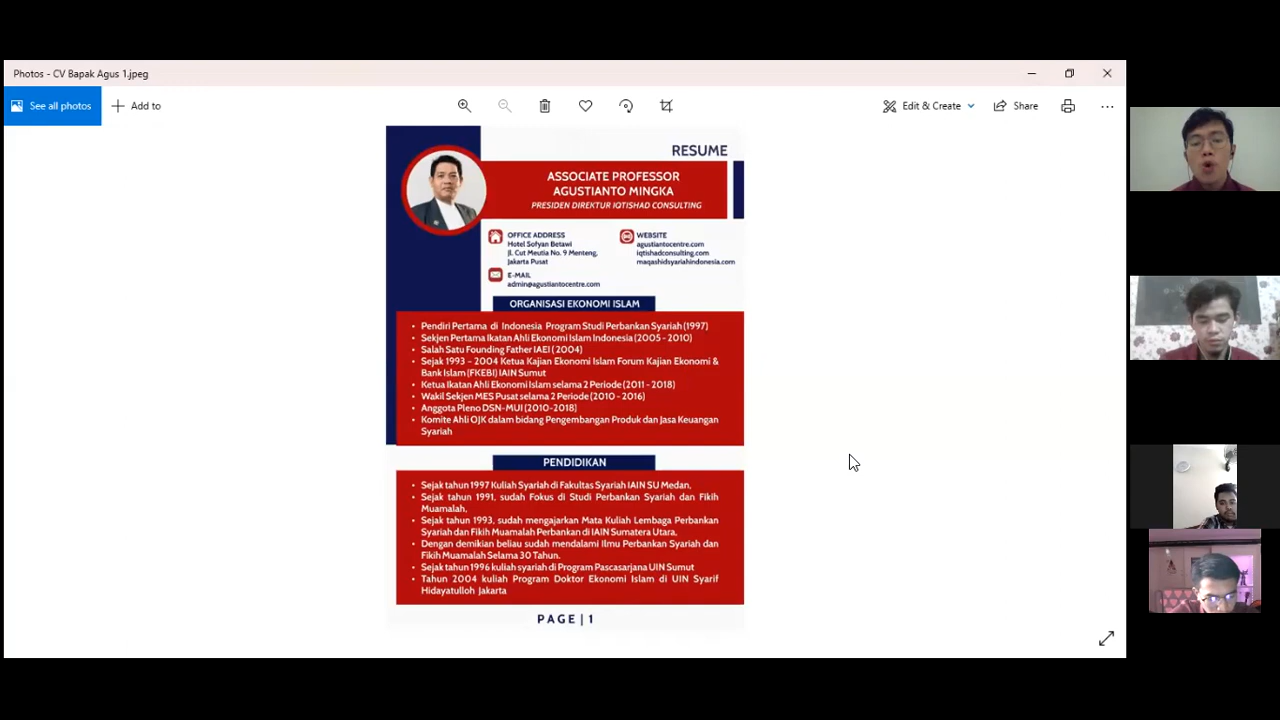 Photos - CV Bapak Agus 1.jpeg
See all photos
Add to
Edit & Create
Share
RESUME
ASSOCIATE PROFESSOR
AGUSTIANTO MINGKA
PRESIDEN DIREKTUR IQTISHAD CONSULTING
OFFICE ADDRESS
Hotel Sofyan Betawi
Jl. Cut Meutia No. 9 Menteng,
Jakarta Pusat
WEBSITE
agustiantocentre.com
iqtishadconsulting.com
maqashidsyariahindonesia.com
E-MAIL
admin@agustiantocentre.com
ORGANISASI EKONOMI ISLAM
• Pendiri Pertama di Indonesia Program Studi Perbankan Syariah (1997)
• Sekjen Pertama Ikatan Ahli Ekonomi Islam Indonesia (2005 - 2010)
• Salah Satu Founding Father IAEI ( 2004)
• Sejak 1993 - 2004 Ketua Kajian Ekonomi Islam Forum Kajian Ekonomi &
Bank Islam (FKEBI) IAIN Sumut
• Ketua Ikatan Ahli Ekonomi Islam selama 2 Periode (2011 - 2018)
• Wakil Sekjen MES Pusat selama 2 Periode (2010 - 2016)
• Anggota Pleno DSN-MUI (2010-2018)
• Komite Ahli OJK dalam bidang Pengembangan Produk dan Jasa Keuangan
Syariah
PENDIDIKAN
• Sejak tahun 1997 Kuliah Syariah di Fakultas Syariah IAIN SU Medan,
• Sejak tahun 1991, sudah Fokus di Studi Perbankan Syariah dan Fikih
Muamalah,
• Sejak tahun 1993, sudah mengajarkan Mata Kuliah Lembaga Perbankan
Syariah dan Fikih Muamalah Perbankan di IAIN Sumatera Utara,
• Dengan demikian beliau sudah mendalami Ilmu Perbankan Syariah dan
Fikih Muamalah Selama 30 Tahun.
• Sejak tahun 1996 kuliah syariah di Program Pascasarjana UIN Sumut
• Tahun 2004 kuliah Program Doktor Ekonomi Islam di UIN Syarif
Hidayatulloh Jakarta
PAGE | 1